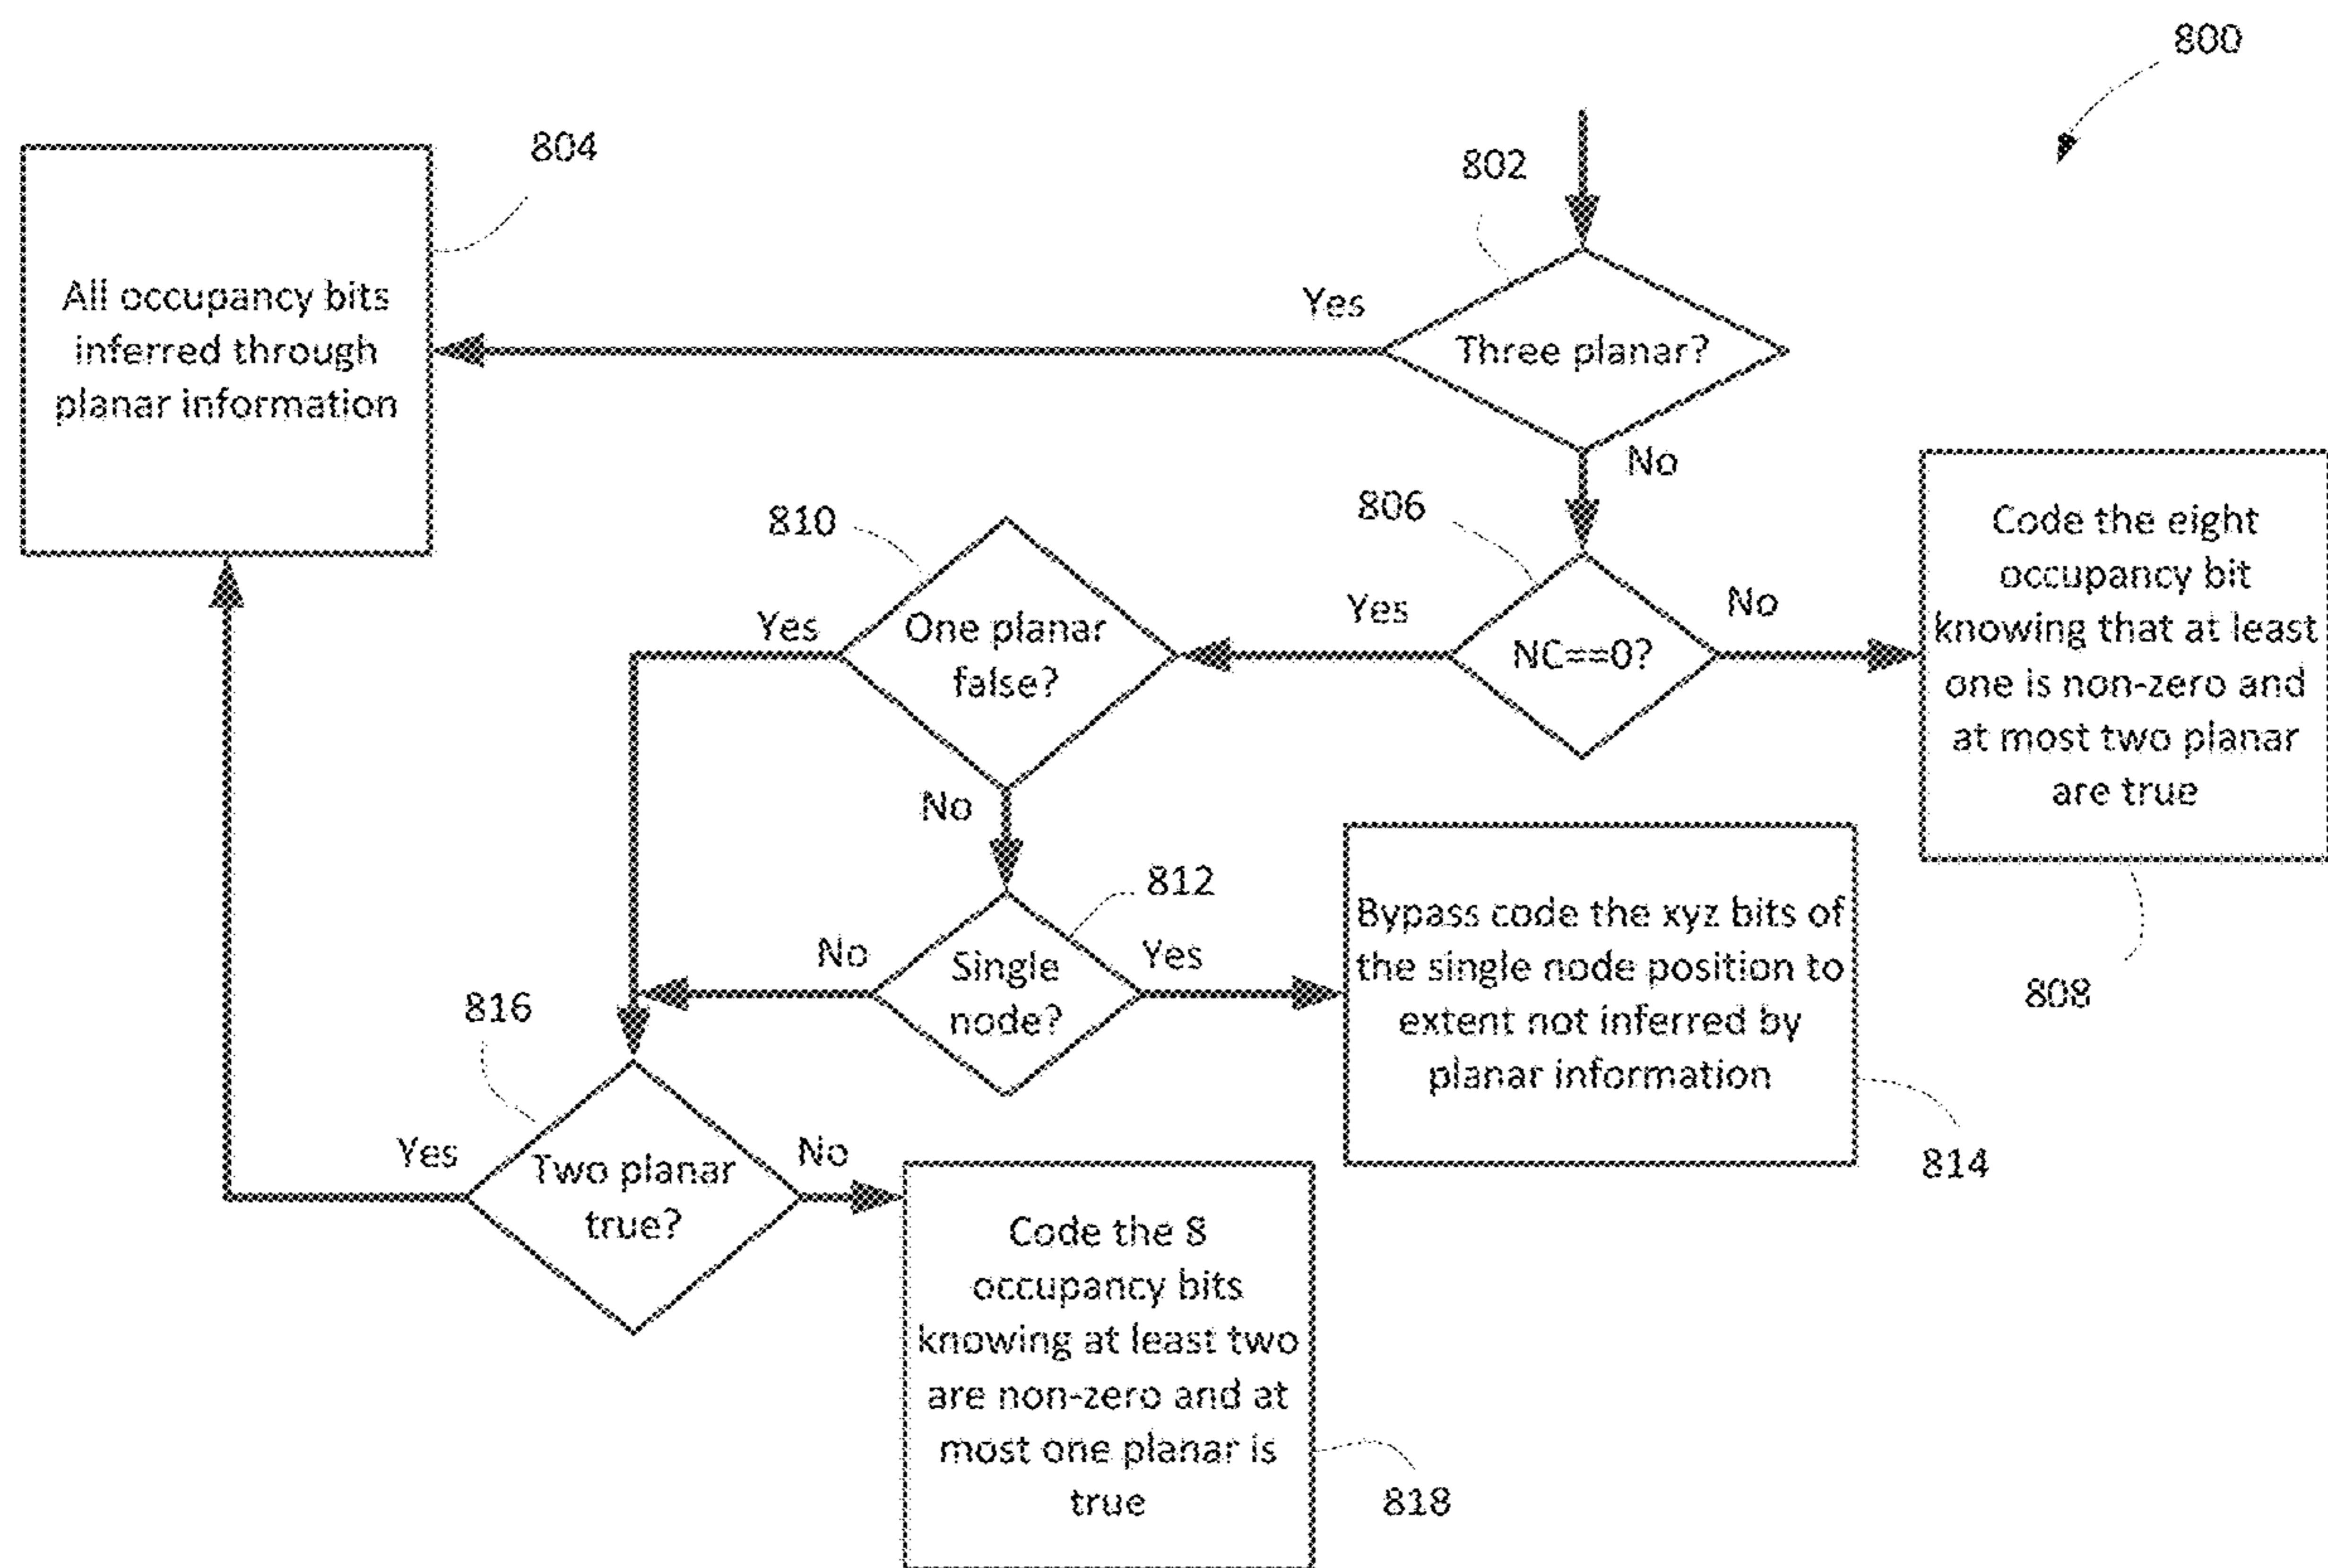 800
804
802
All occupancy bits
inferred through
planar information
Yes
Three planar?
No
810
806
Code the eight
occupancy bit
knowing that at least
one is non-zero and
at most two planar
are true
Yes
One planar
false?
Yes
NC==0?
No
No
812
808
No
Single
node?
Yes
Bypass code the xyz bits of
the single node position to
extent not inferred by
planar information
816
814
Yes
Two planar
true?
No
Code the 8
occupancy bits
knowing at least two
are non-zero and at
most one planar is
true
818